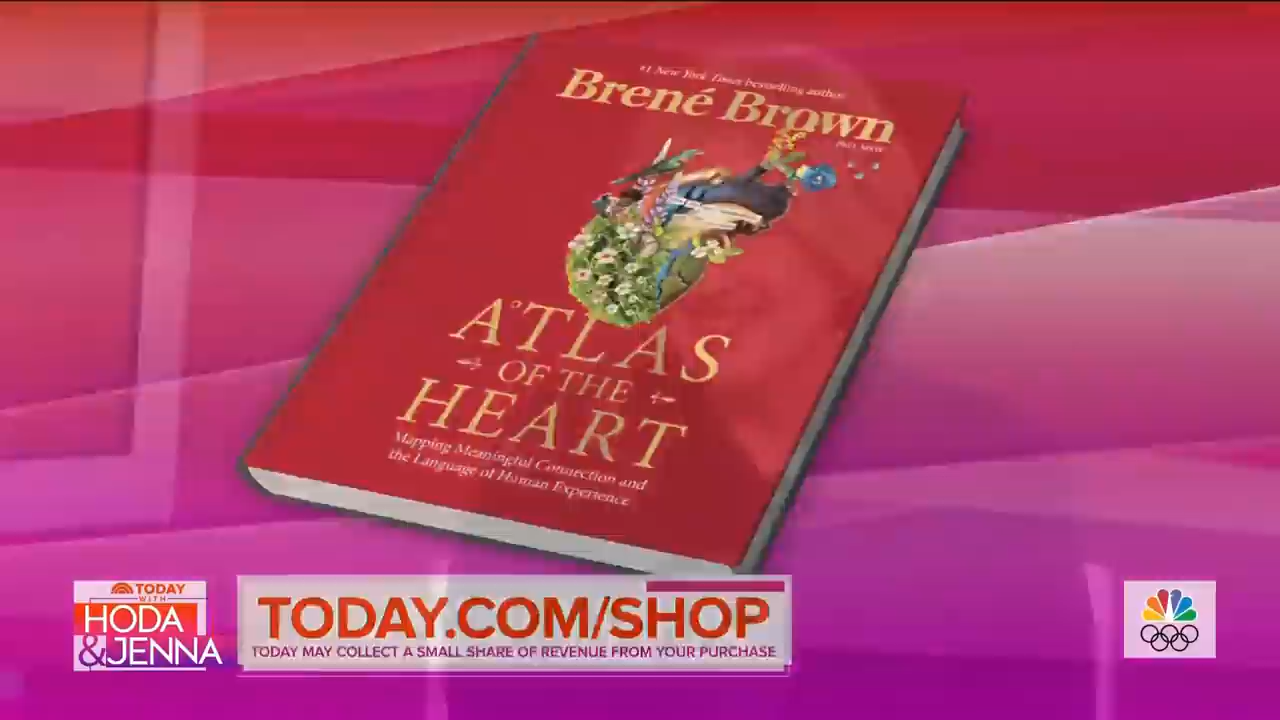 #1 New York Times bestselling author
Brené Brown
PhD, MSW
ATLAS
OF THE
HEART
Mapping Meaningful Connection and
the Language of Human Experience
TODAY
WITH
HODA
&JENNA
TODAY.COM/SHOP
TODAY MAY COLLECT A SMALL SHARE OF REVENUE FROM YOUR PURCHASE